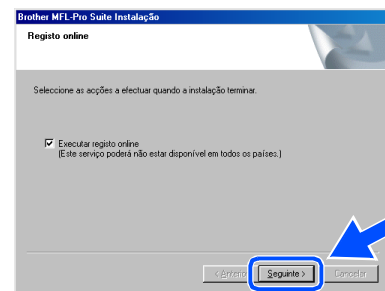 Brother MFL-Pro Suite Instalação
Registo online
Seleccione as acções a efectuar quando a instalação terminar.
Executar registo online
(Este serviço poderá não estar disponível em todos os países.)
< Anterior Seguinte > Cancelar